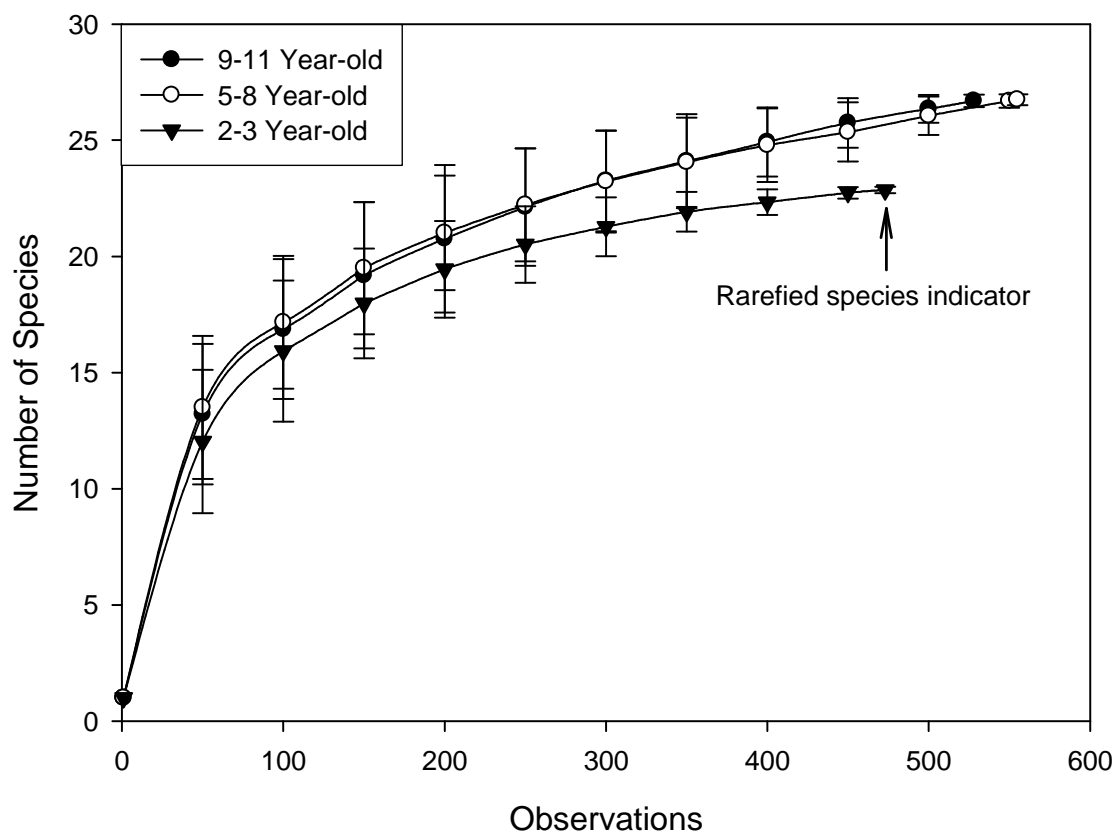 30
25
20
15
10
5
0
Number of Species
9-11 Year-old
5-8 Year-old
2-3 Year-old
Rarefied species indicator
0 100 200 300 400 500 600
Observations